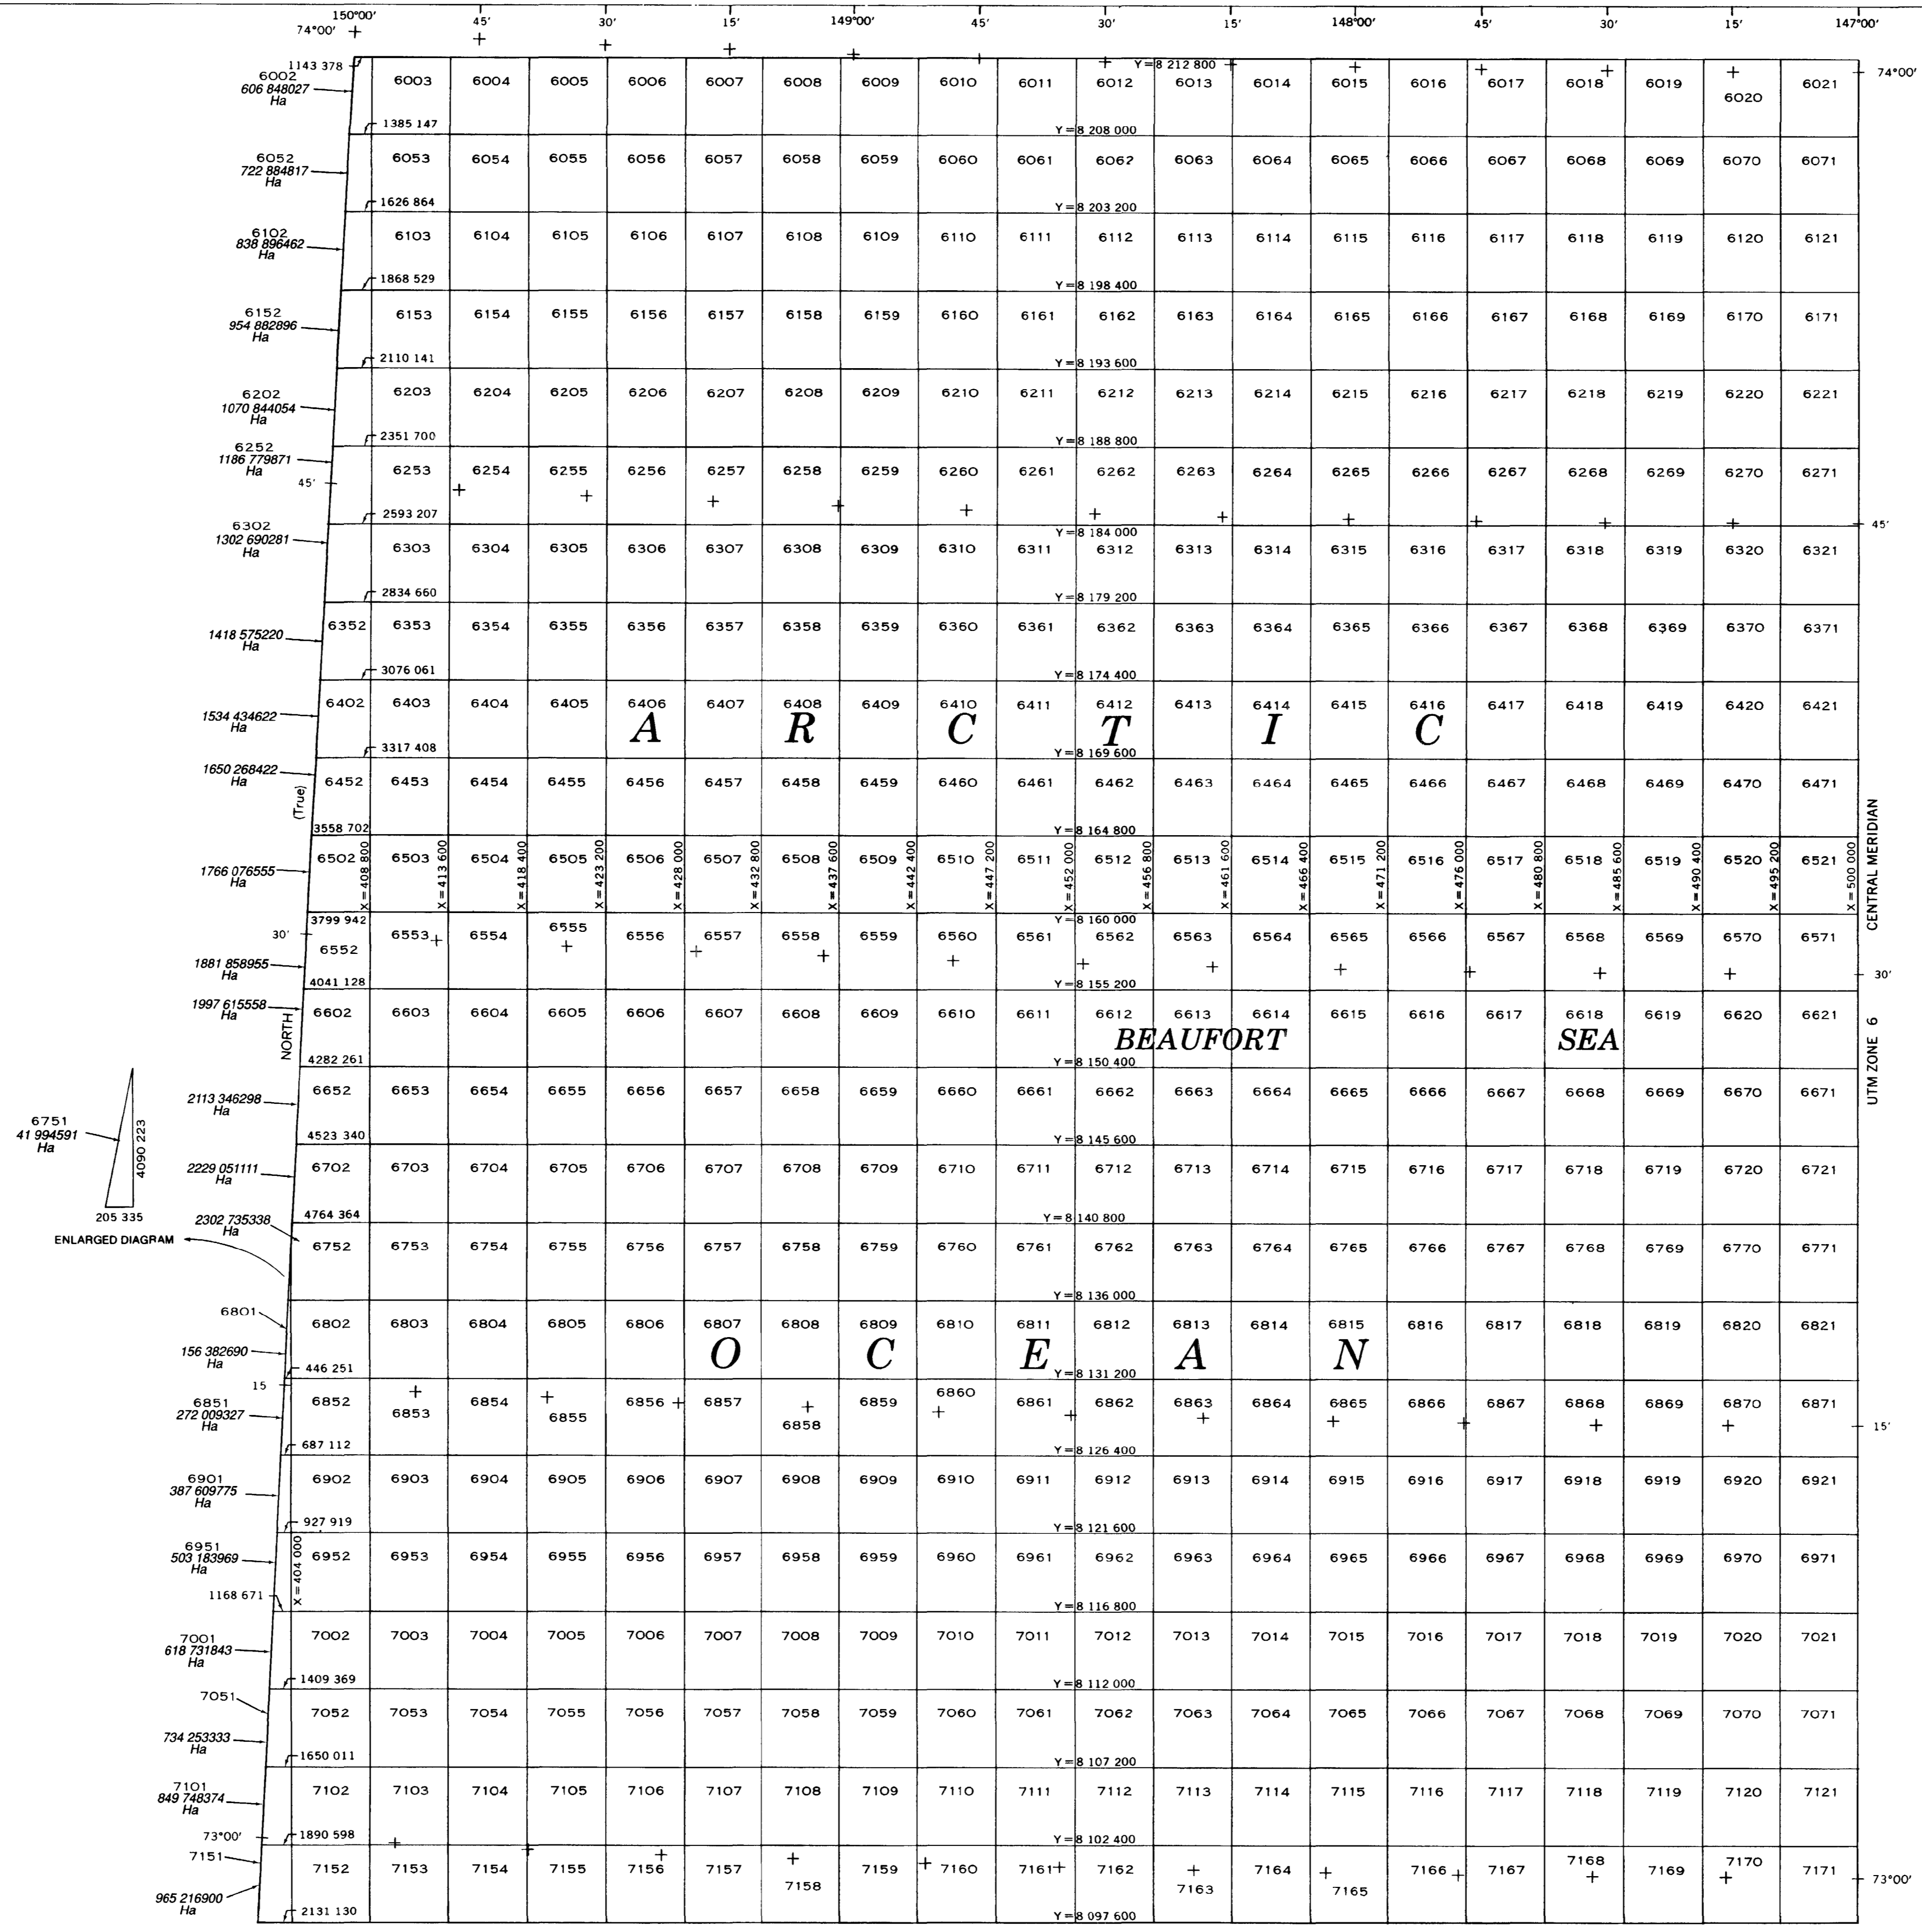 150°00' 45' 30' 15' 149°00' 45' 30' 15' 148°00' 45' 30' 15' 147°00'
74°00'
1143 378 Y=8 212 800 74°00'
6002 6003 6004 6005 6006 6007 6008 6009 6010 6011 6012 6013 6014 6015 6016 6017 6018 6019 6020 6021
606 848027
Ha
1385 147 Y=8 208 000
6052 6053 6054 6055 6056 6057 6058 6059 6060 6061 6062 6063 6064 6065 6066 6067 6068 6069 6070 6071
722 884817
Ha
1626 864 Y=8 203 200
6102 6103 6104 6105 6106 6107 6108 6109 6110 6111 6112 6113 6114 6115 6116 6117 6118 6119 6120 6121
838 896462
Ha
1868 529 Y=8 198 400
6152 6153 6154 6155 6156 6157 6158 6159 6160 6161 6162 6163 6164 6165 6166 6167 6168 6169 6170 6171
954 882896
Ha
2110 141 Y=8 193 600
6202 6203 6204 6205 6206 6207 6208 6209 6210 6211 6212 6213 6214 6215 6216 6217 6218 6219 6220 6221
1070 844054
Ha
2351 700 Y=8 188 800
6252 6253 6254 6255 6256 6257 6258 6259 6260 6261 6262 6263 6264 6265 6266 6267 6268 6269 6270 6271
1186 779871
Ha
45'
2593 207 Y=8 184 000 45'
6302 6303 6304 6305 6306 6307 6308 6309 6310 6311 6312 6313 6314 6315 6316 6317 6318 6319 6320 6321
1302 690281
Ha
2834 660 Y=8 179 200
6352 6353 6354 6355 6356 6357 6358 6359 6360 6361 6362 6363 6364 6365 6366 6367 6368 6369 6370 6371
1418 575220
Ha
3076 061 Y=8 174 400
6402 6403 6404 6405 6406 6407 6408 6409 6410 6411 6412 6413 6414 6415 6416 6417 6418 6419 6420 6421
1534 434622
Ha
A R C T I C
3317 408 Y=8 169 600
1650 268422
Ha
6452 6453 6454 6455 6456 6457 6458 6459 6460 6461 6462 6463 6464 6465 6466 6467 6468 6469 6470 6471
(True)
3558 702 Y=8 164 800
6502 6503 6504 6505 6506 6507 6508 6509 6510 6511 6512 6513 6514 6515 6516 6517 6518 6519 6520 6521
1766 076555
Ha
X=408 800 X=413 600 X=418 400 X=423 200 X=428 000 X=432 800 X=437 600 X=442 400 X=447 200 X=452 000 X=456 800 X=461 600 X=466 400 X=471 200 X=476 000 X=480 800 X=485 600 X=490 400 X=495 200 X=500 000
CENTRAL MERIDIAN
3799 942 Y=8 160 000
30'
6552 6553 6554 6555 6556 6557 6558 6559 6560 6561 6562 6563 6564 6565 6566 6567 6568 6569 6570 6571
1881 858955
Ha
30'
4041 128 Y=8 155 200
1997 615558
Ha
6602 6603 6604 6605 6606 6607 6608 6609 6610 6611 6612 6613 6614 6615 6616 6617 6618 6619 6620 6621
NORTH
BEAUFORT SEA
UTM ZONE 6
4282 261 Y=8 150 400
6652 6653 6654 6655 6656 6657 6658 6659 6660 6661 6662 6663 6664 6665 6666 6667 6668 6669 6670 6671
2113 346298
Ha
6751
41 994591
Ha
4090 223
205 335
ENLARGED DIAGRAM
4523 340 Y=8 145 600
6702 6703 6704 6705 6706 6707 6708 6709 6710 6711 6712 6713 6714 6715 6716 6717 6718 6719 6720 6721
2229 051111
Ha
4764 364 Y=8 140 800
2302 735338
Ha
6752 6753 6754 6755 6756 6757 6758 6759 6760 6761 6762 6763 6764 6765 6766 6767 6768 6769 6770 6771
Y=8 136 000
6801 6802 6803 6804 6805 6806 6807 6808 6809 6810 6811 6812 6813 6814 6815 6816 6817 6818 6819 6820 6821
156 382690
Ha
O C E A N
446 251 Y=8 131 200
15
6851 6852 6853 6854 6855 6856 6857 6858 6859 6860 6861 6862 6863 6864 6865 6866 6867 6868 6869 6870 6871
272 009327
Ha
15'
687 112 Y=8 126 400
6901 6902 6903 6904 6905 6906 6907 6908 6909 6910 6911 6912 6913 6914 6915 6916 6917 6918 6919 6920 6921
387 609775
Ha
927 919 Y=8 121 600
6951 6952 6953 6954 6955 6956 6957 6958 6959 6960 6961 6962 6963 6964 6965 6966 6967 6968 6969 6970 6971
503 183969
Ha
X=404 000
1168 671 Y=8 116 800
7001 7002 7003 7004 7005 7006 7007 7008 7009 7010 7011 7012 7013 7014 7015 7016 7017 7018 7019 7020 7021
618 731843
Ha
1409 369 Y=8 112 000
7051 7052 7053 7054 7055 7056 7057 7058 7059 7060 7061 7062 7063 7064 7065 7066 7067 7068 7069 7070 7071
734 253333
Ha
1650 011 Y=8 107 200
7101 7102 7103 7104 7105 7106 7107 7108 7109 7110 7111 7112 7113 7114 7115 7116 7117 7118 7119 7120 7121
849 748374
Ha
73°00' 1890 598 Y=8 102 400
7151 7152 7153 7154 7155 7156 7157 7158 7159 7160 7161 7162 7163 7164 7165 7166 7167 7168 7169 7170 7171
73°00'
965 216900
Ha
2131 130 Y=8 097 600